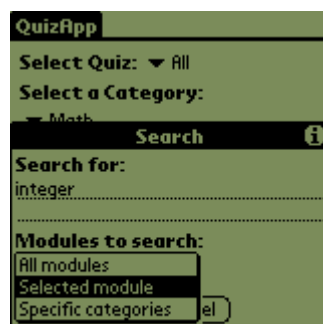 QuizApp
Select Quiz: ▼ All
Select a Category:
▼ Math
Search
Search for:
integer
Modules to search:
All modules
Selected module
Specific categories el